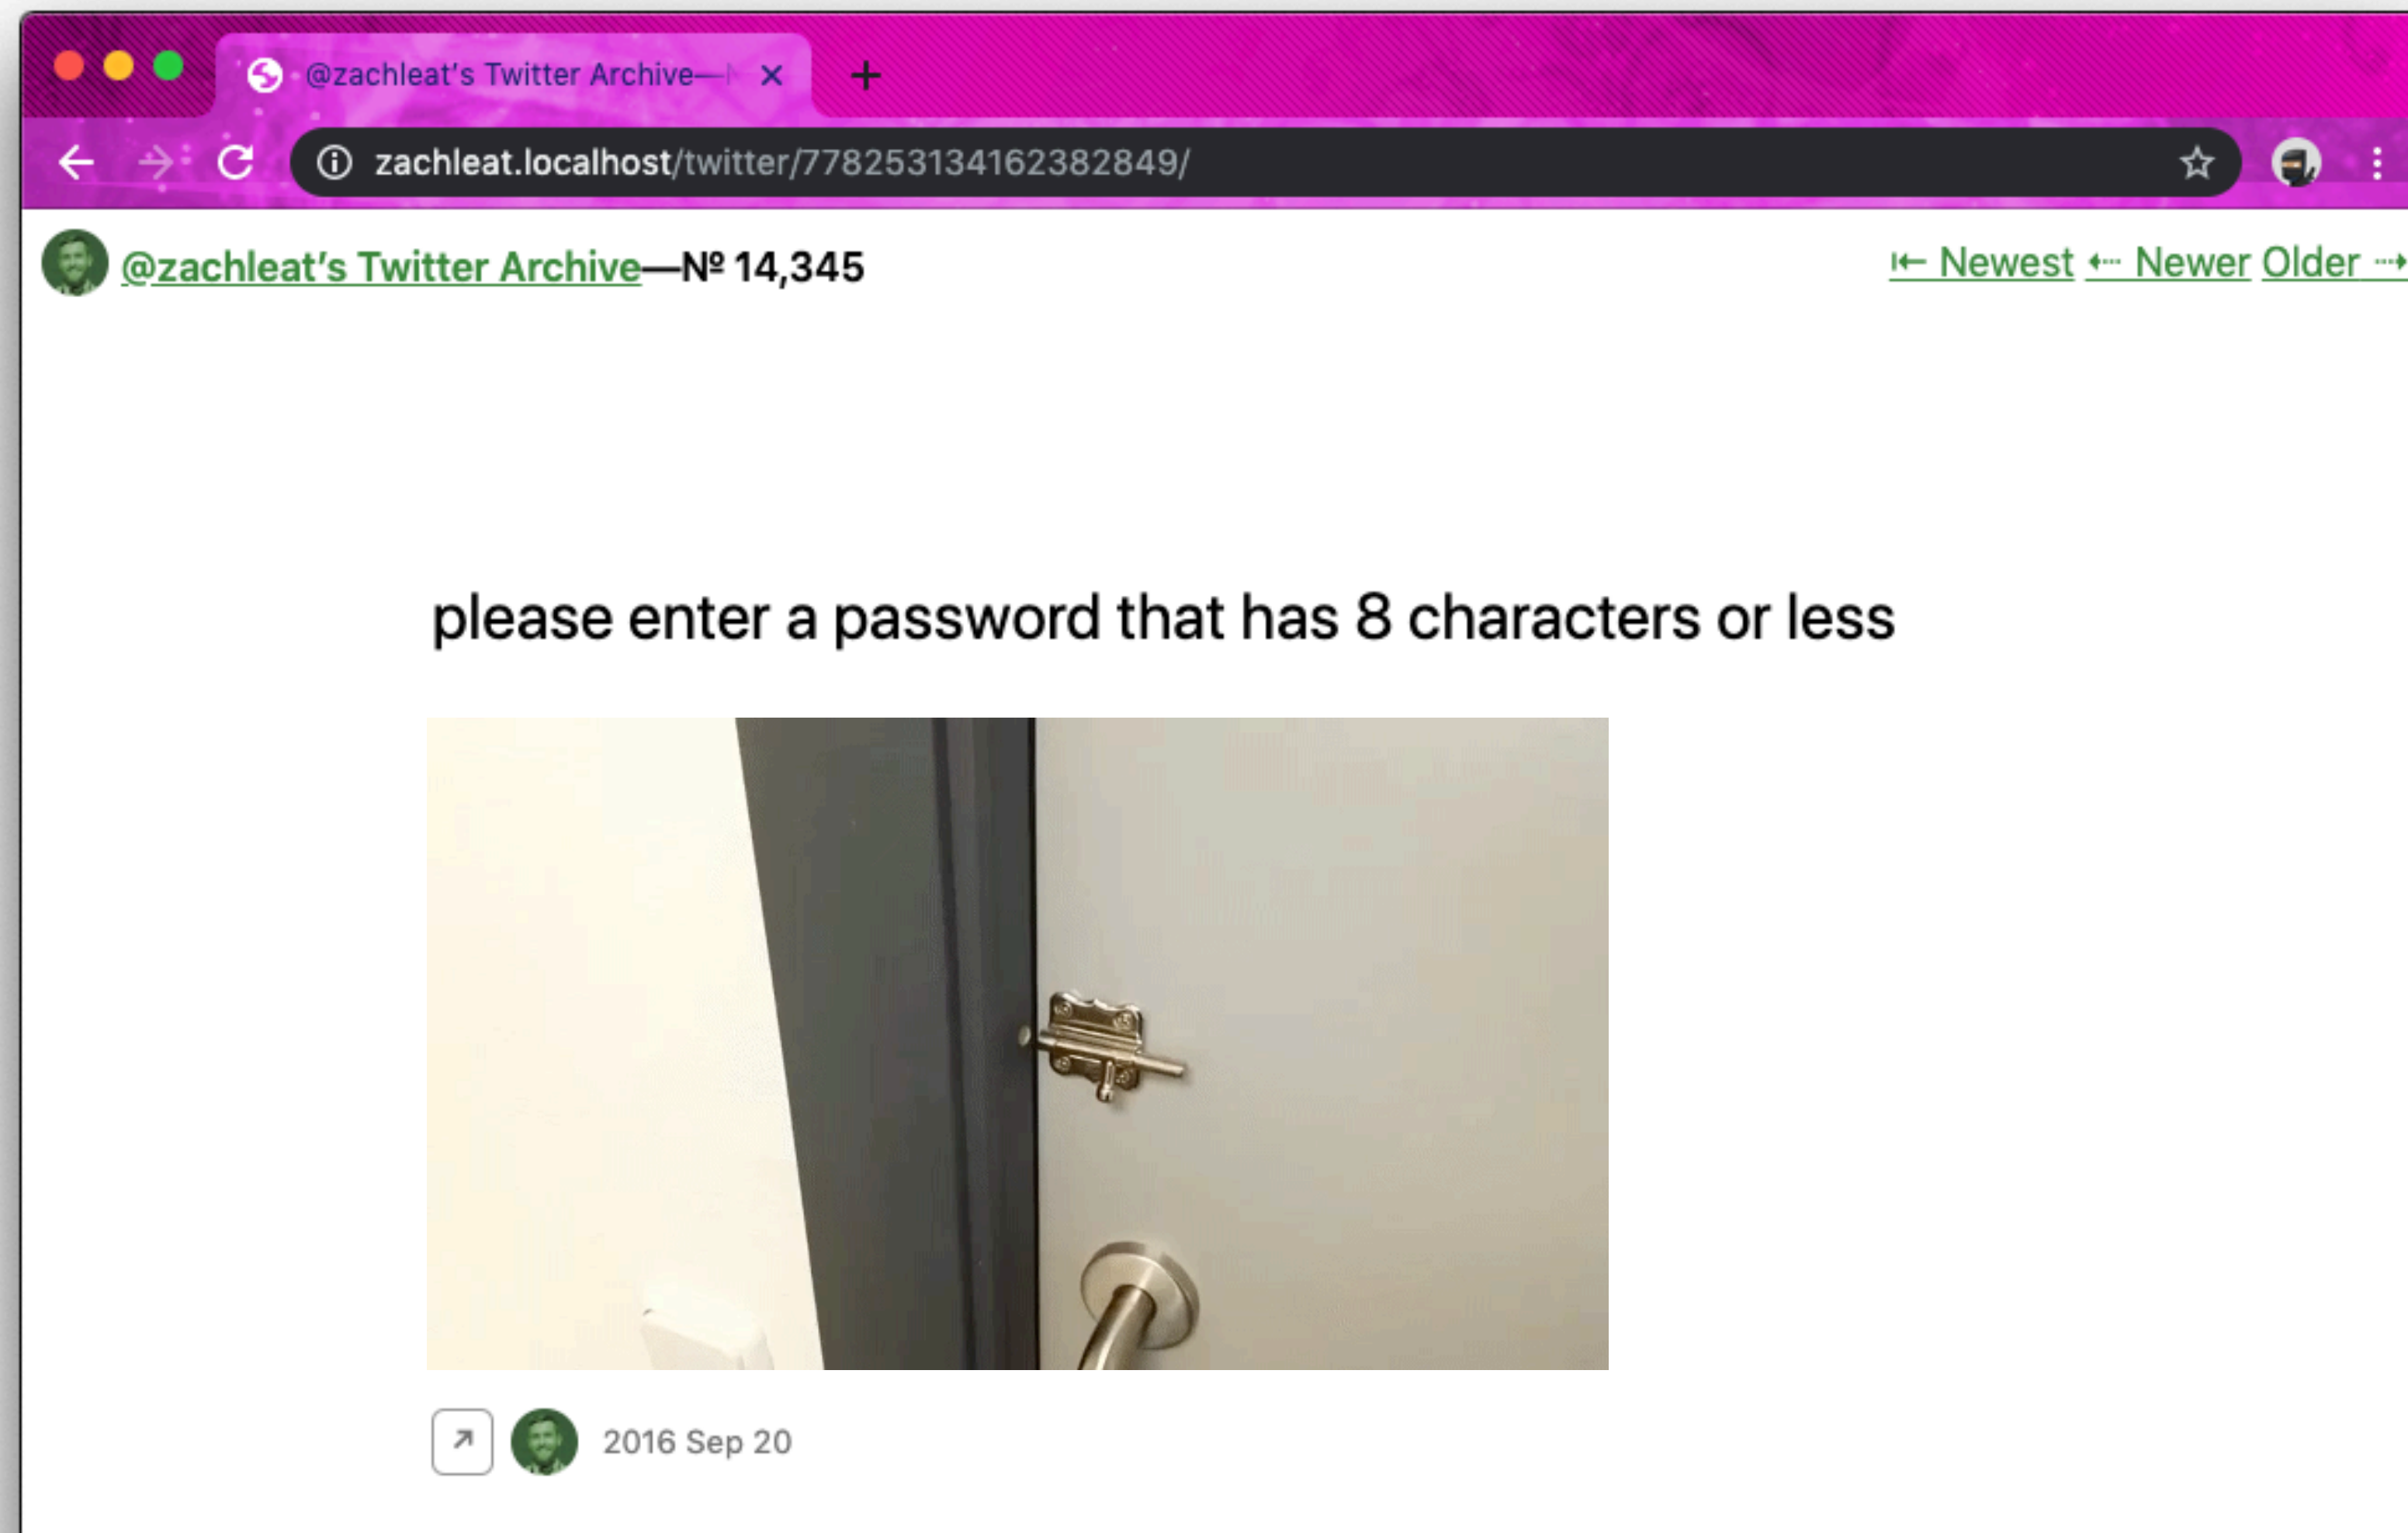 @zachleat’s Twitter Archive—
zachleat.localhost/twitter/778253134162382849/
@zachleat’s Twitter Archive—№ 14,345
⇤ Newest ⇠ Newer Older ⇢
please enter a password that has 8 characters or less
↗ 2016 Sep 20